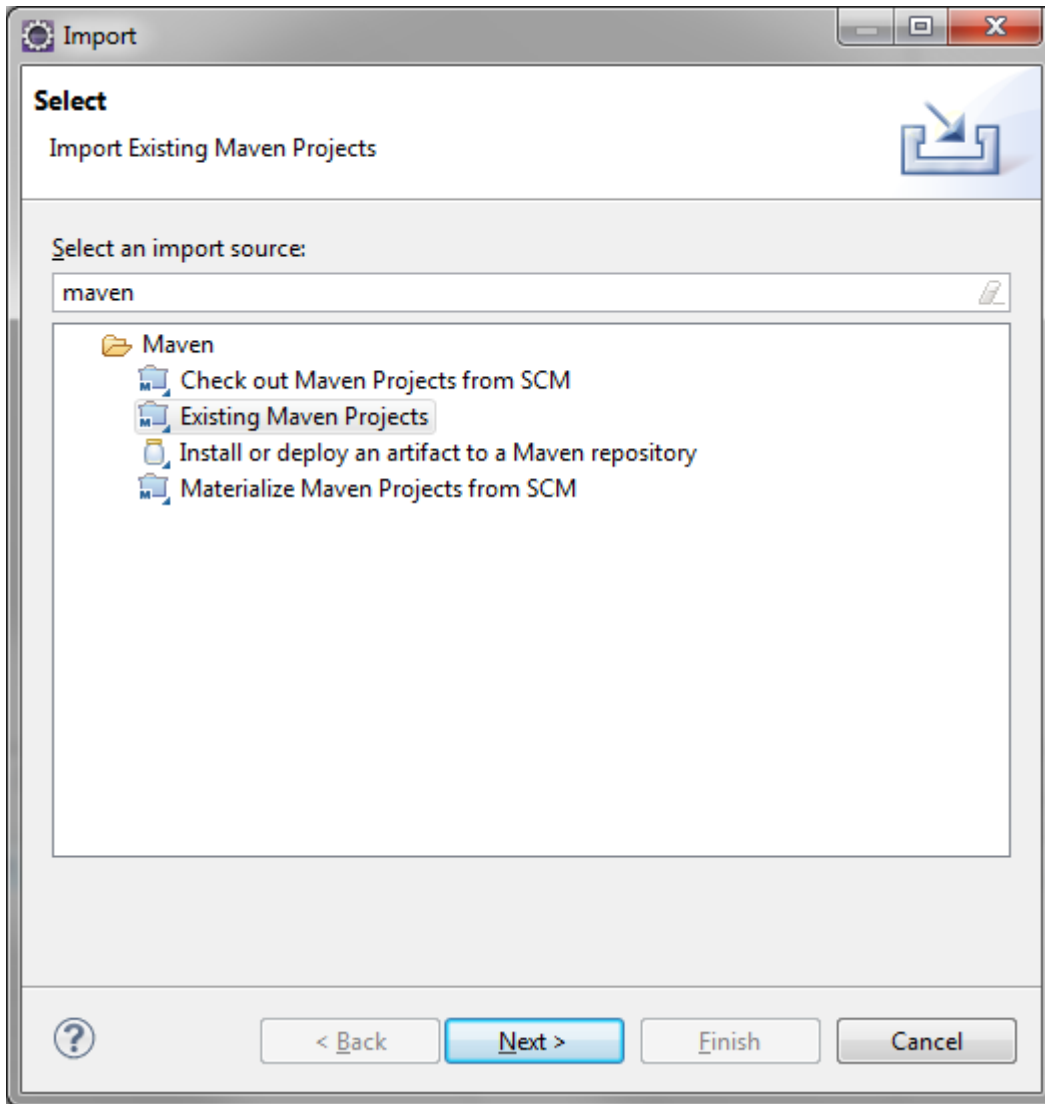 Import
Select
Import Existing Maven Projects
Select an import source:
maven
Maven
Check out Maven Projects from SCM
Existing Maven Projects
Install or deploy an artifact to a Maven repository
Materialize Maven Projects from SCM
? < Back Next > Finish Cancel